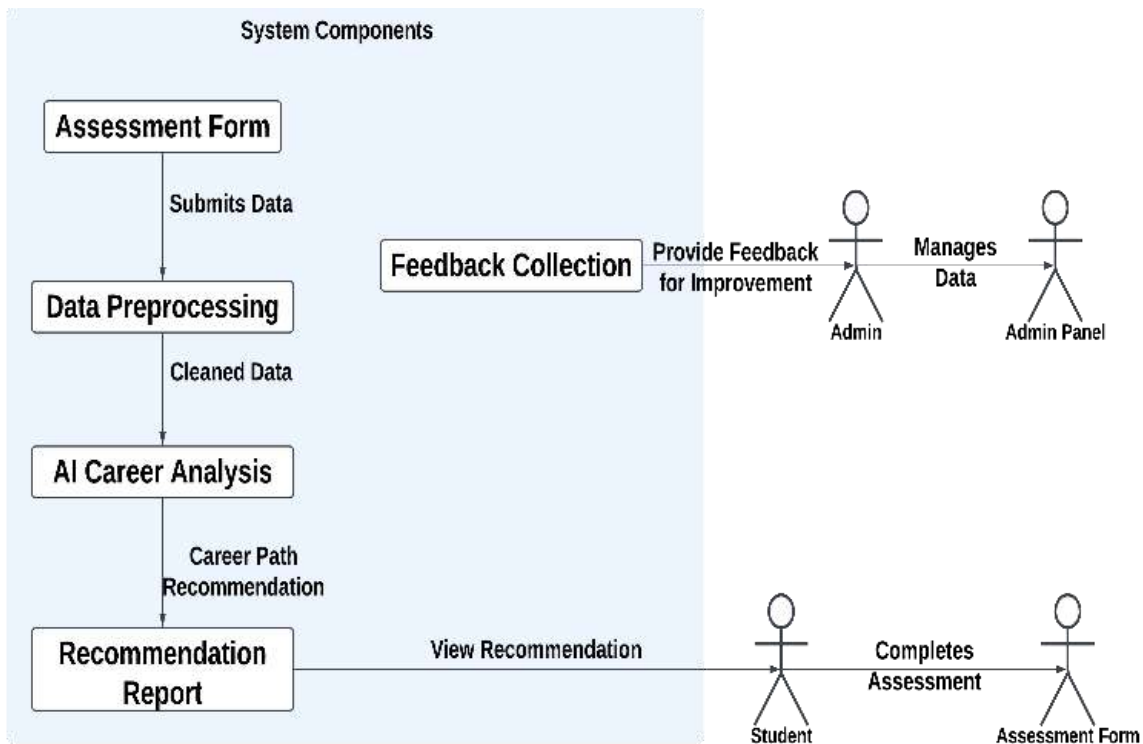 System Components
Assessment Form
Submits Data
Feedback Collection
Provide Feedback
for Improvement
Manages
Data
Admin
Admin Panel
Data Preprocessing
Cleaned Data
AI Career Analysis
Career Path
Recommendation
Recommendation
Report
View Recommendation
Completes
Assessment
Student
Assessment Form